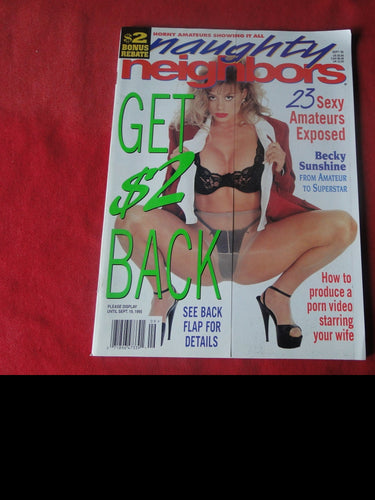 $2
BONUS
REBATE
HORNY AMATEURS SHOWING IT ALL
naughty
neighbors
GET
$2
BACK
23 Sexy
Amateurs
Exposed
Becky
Sunshine
FROM AMATEUR
TO SUPERSTAR
How to
produce a
porn video
starring
your wife
SEE BACK
FLAP FOR
DETAILS
PLEASE DISPLAY
UNTIL SEPT. 19, 1995